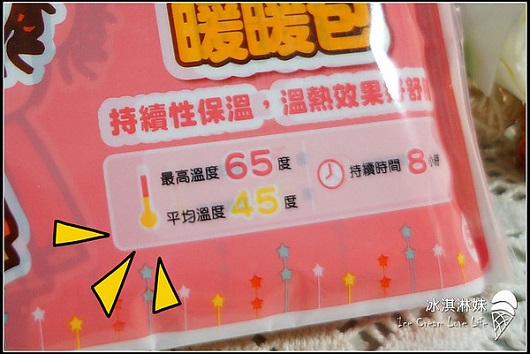 暖暖包
持續性保溫，溫熱效果好舒
最高溫度 65 度
平均溫度 45 度
持續時間 8 小時
冰淇淋妹
Ice Cream Love Life